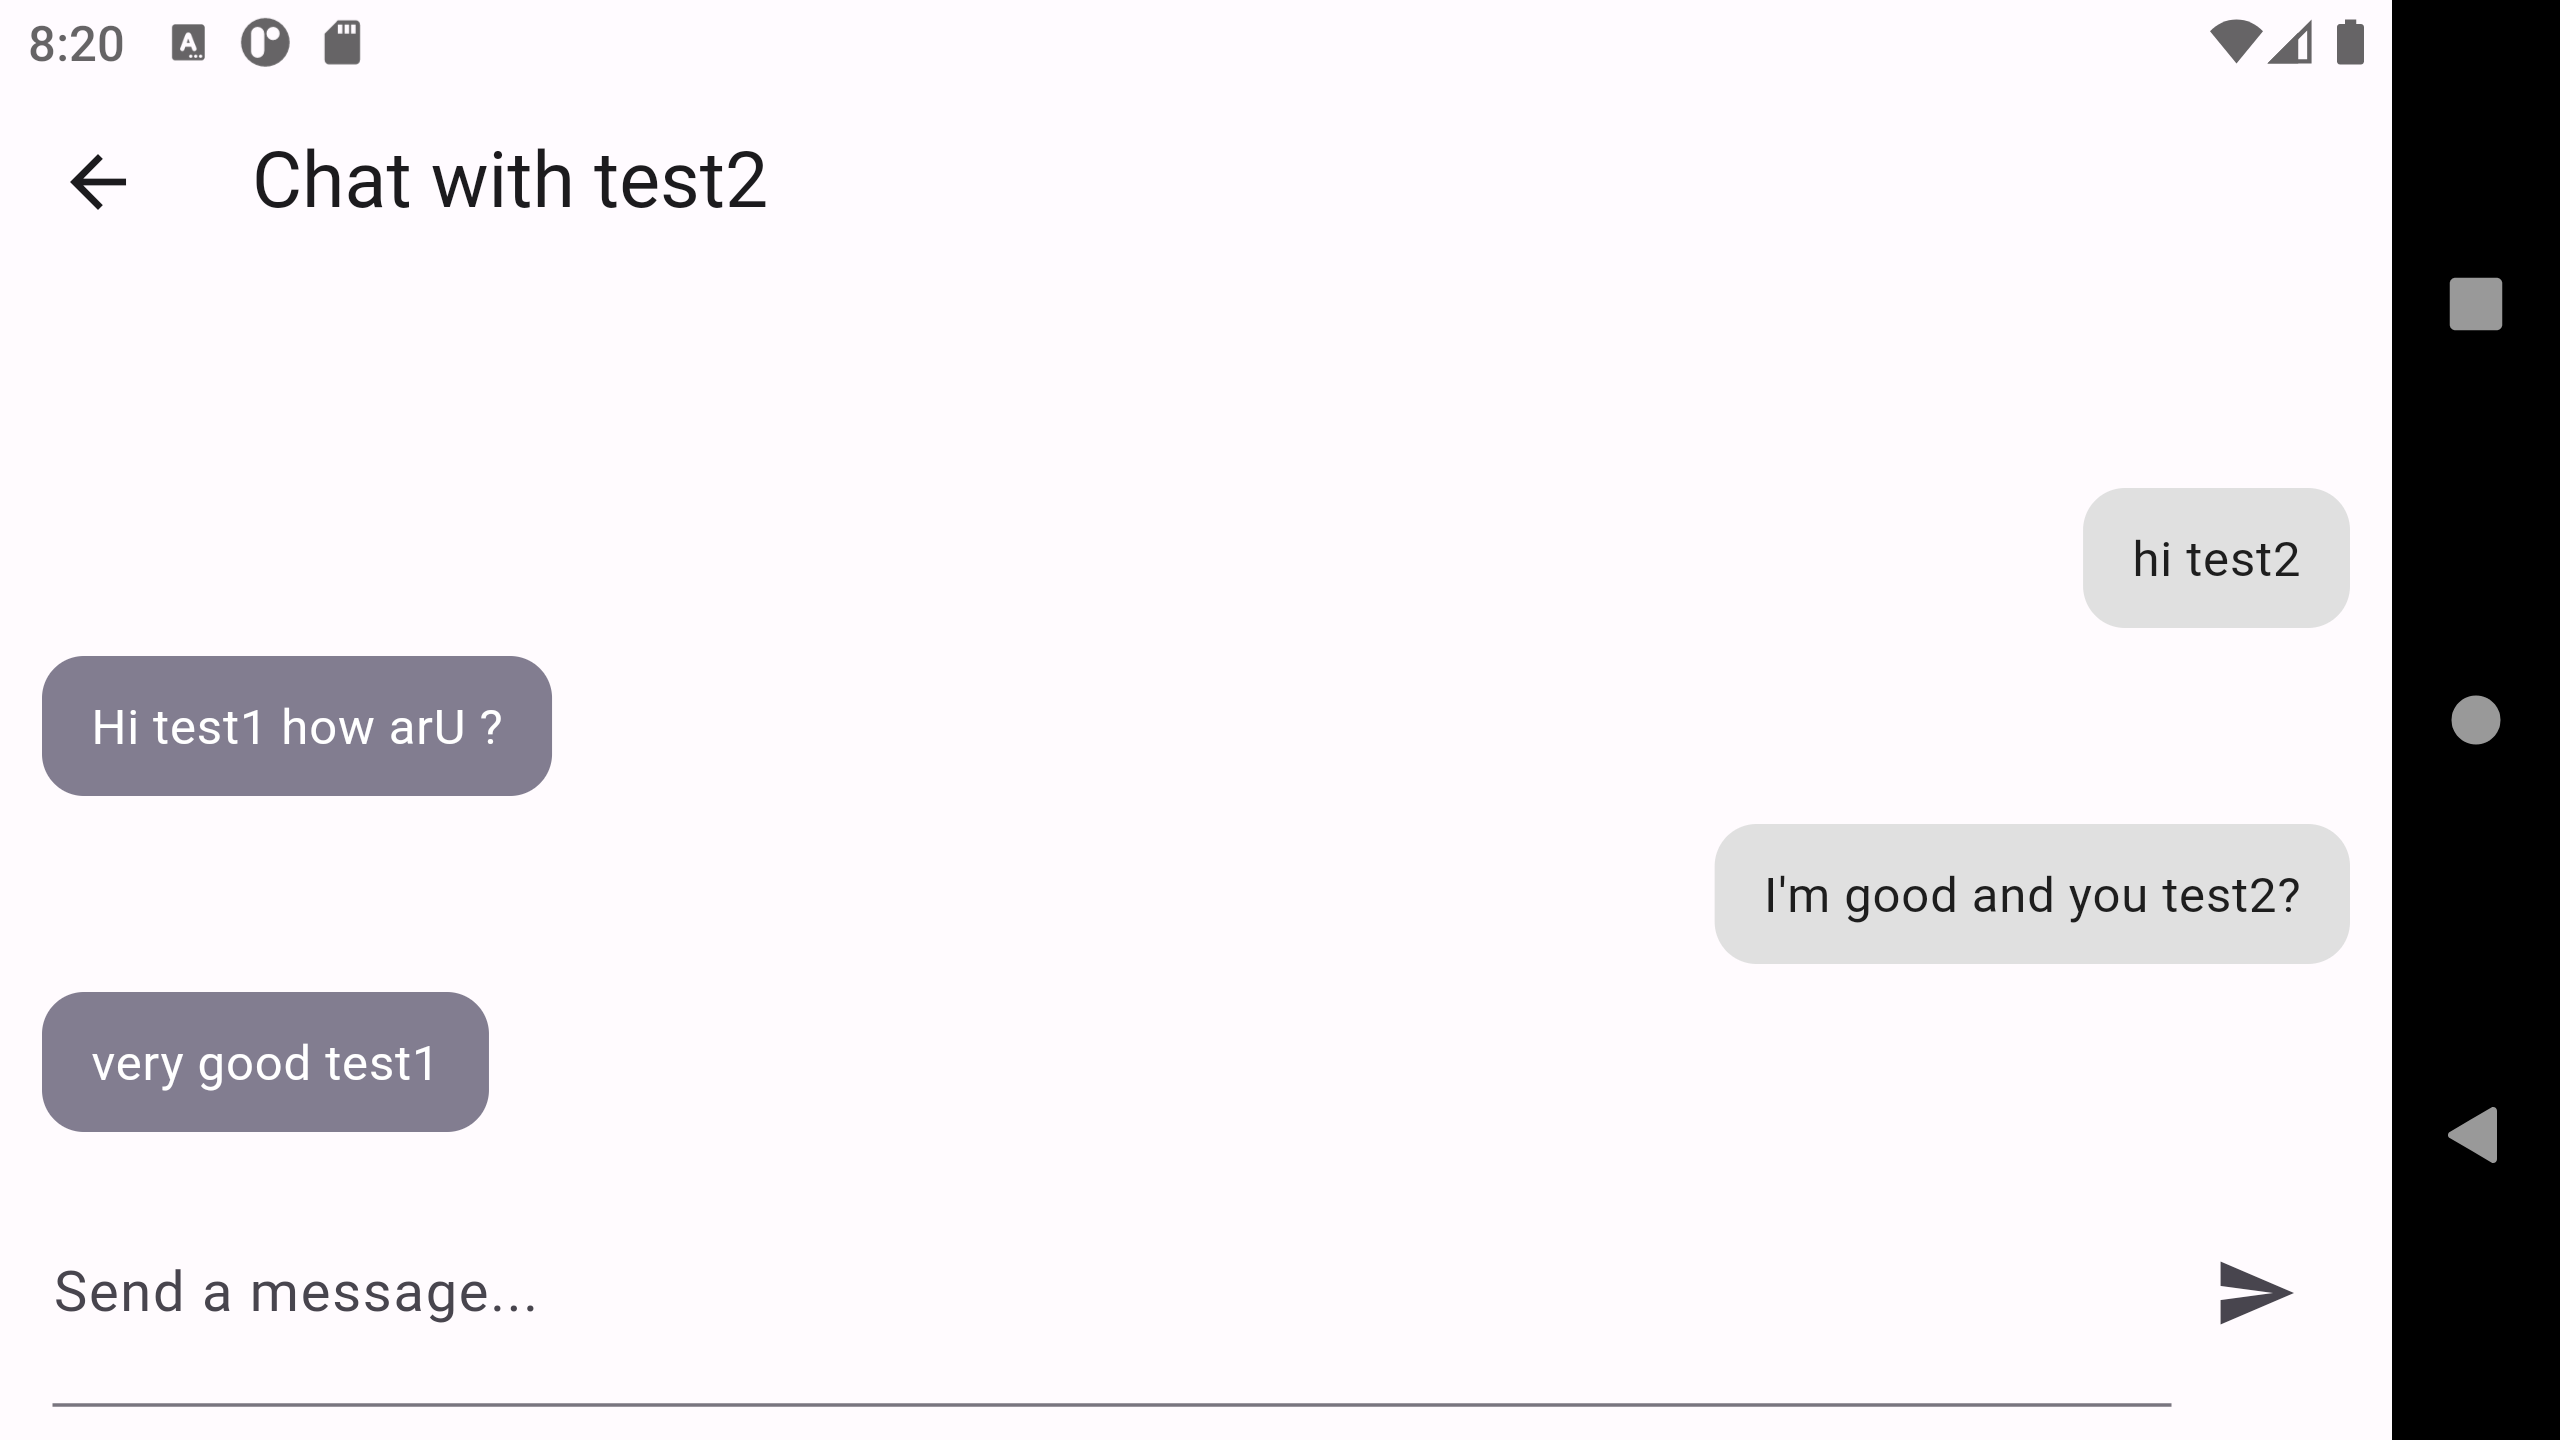 8:20
Chat with test2
hi test2
Hi test1 how arU ?
I'm good and you test2?
very good test1
Send a message...